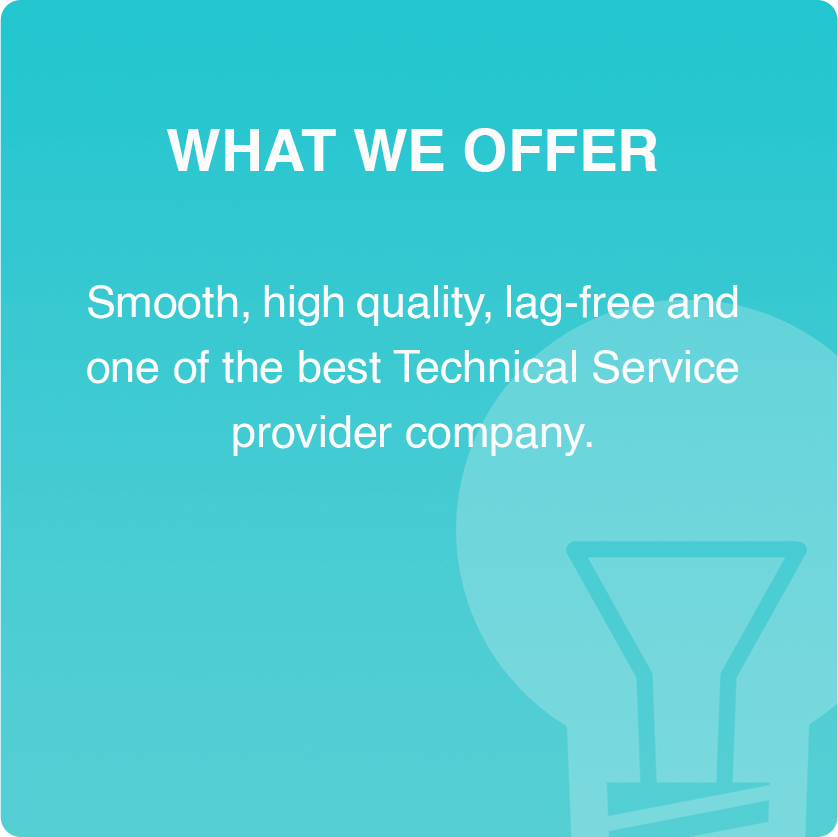 WHAT WE OFFER
Smooth, high quality, lag-free and
one of the best Technical Service
provider company.